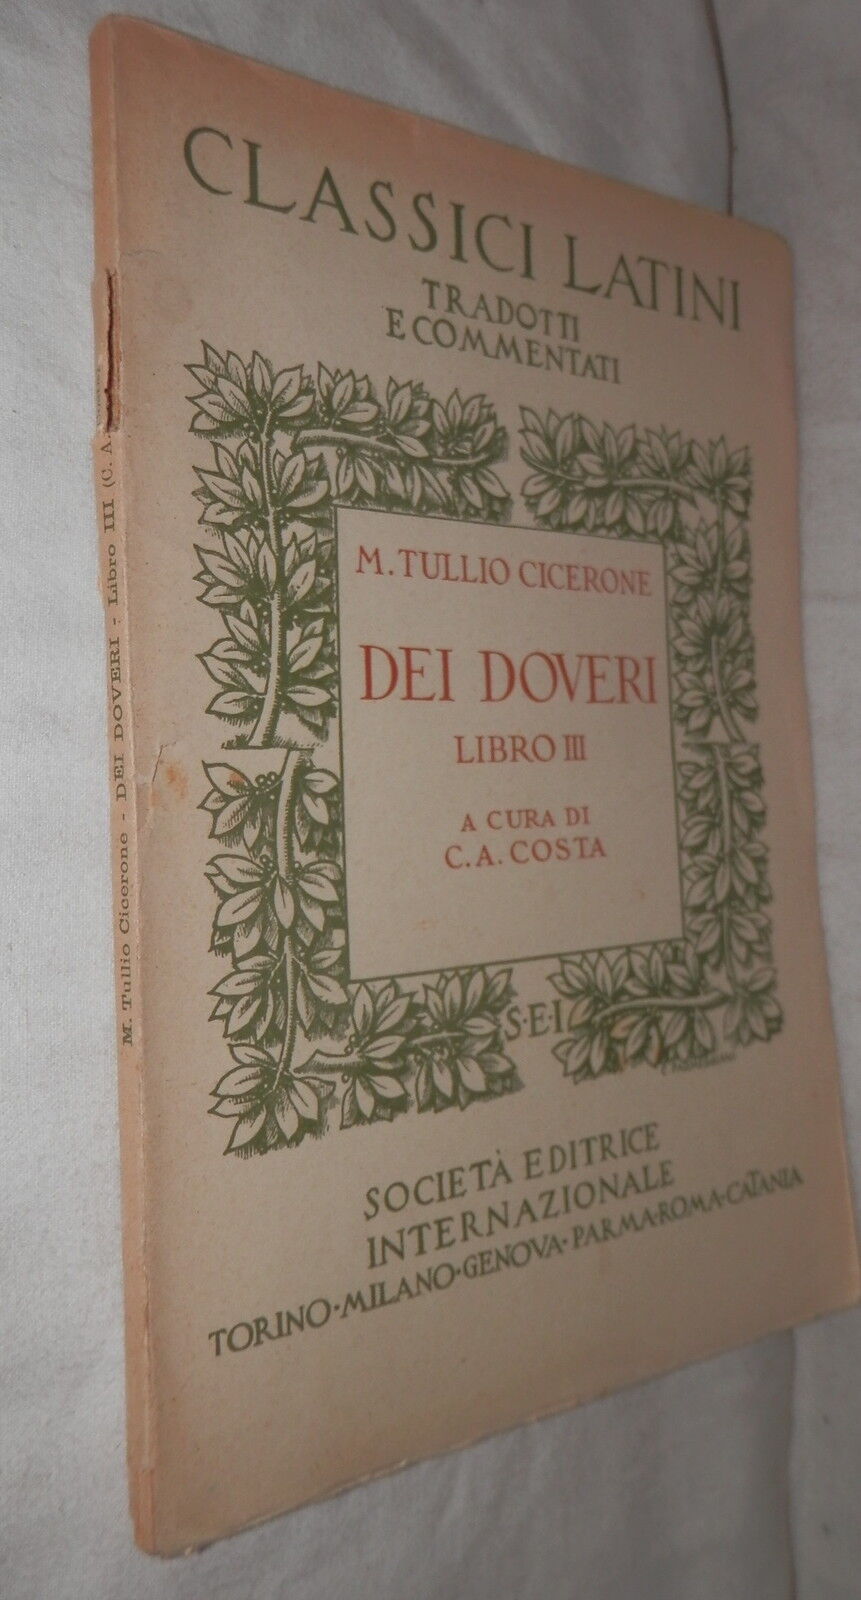 CLASSICI LATINI
TRADOTTI
E COMMENTATI
M. TULLIO CICERONE
DEI DOVERI
LIBRO III
A CURA DI
C. A. COSTA
S·E·I
SOCIETÀ EDITRICE
INTERNAZIONALE
TORINO·MILANO·GENOVA·PARMA·ROMA·CATANIA
M. Tullio Cicerone - DEI DOVERI - Libro III (C. A.